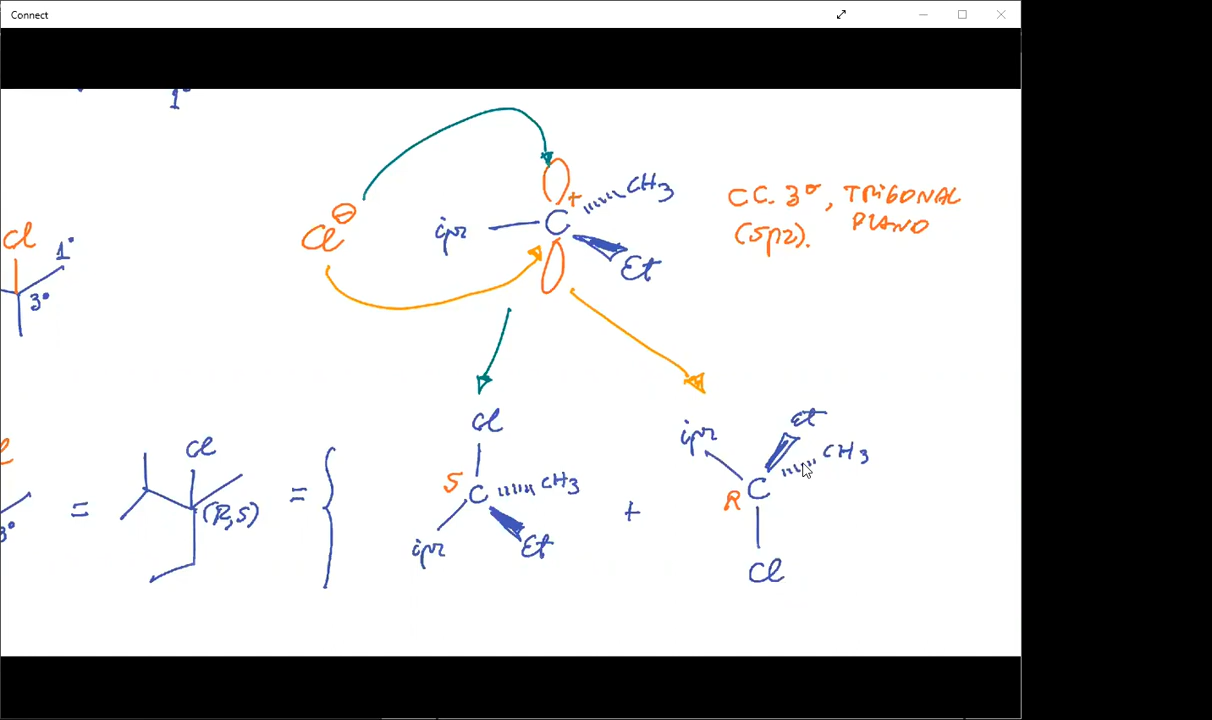 Connect
1°
Cl ⊖
ipr
C
+
CH3
Et
CC. 3°, TRIGONAL
PLANO
(sp2).
Cl
1°
3°
Cl
(R,S)
=
=
Cl
S
C
CH3
ipr
Et
+
ipr
Et
CH3
R
C
Cl
3°